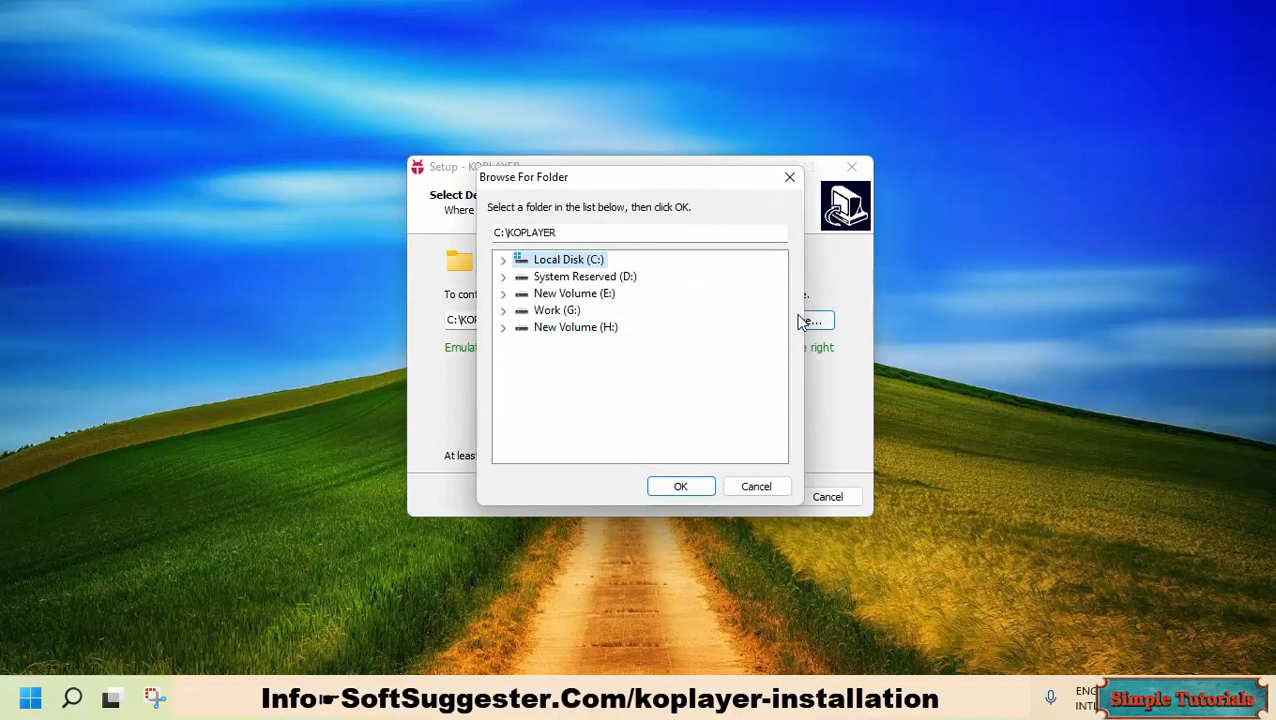 Setup - KOPLAYER
Browse For Folder
Select De
Where
Select a folder in the list below, then click OK.
C:\KOPLAYER
Local Disk (C:)
System Reserved (D:)
To cont
New Volume (E:)
e.
Work (G:)
C:\KOP
e...
New Volume (H:)
Emulat
e right
At leas
OK
Cancel
Cancel
Info☛SoftSuggester.Com/koplayer-installation
ENG
INTL
Simple Tutorials